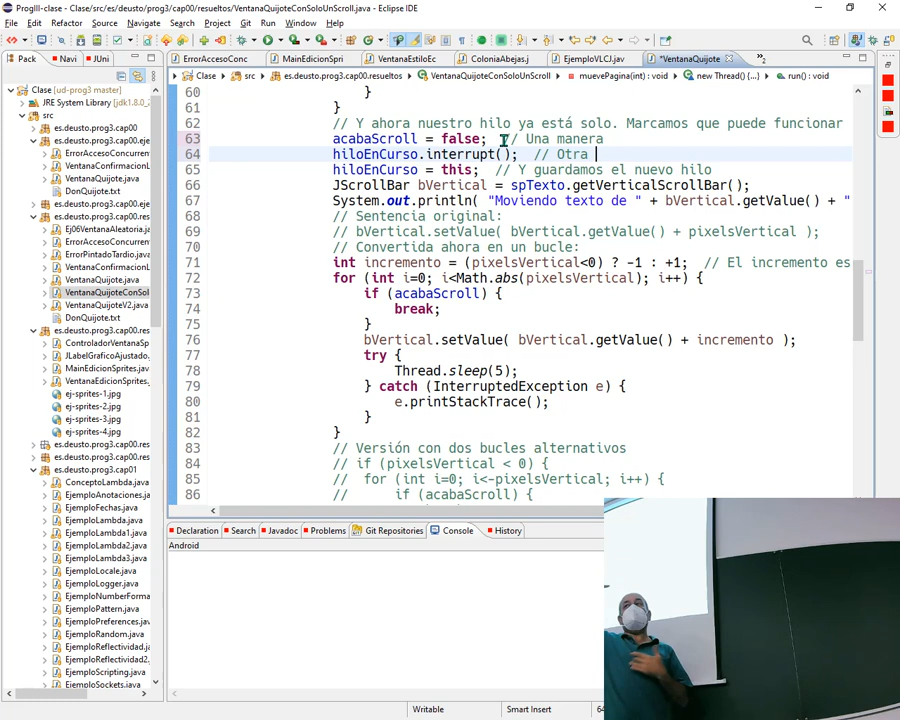 ProgIII-clase - Clase/src/es/deusto/prog3/cap00/resueltos/VentanaQuijoteConSoloUnScroll.java - Eclipse IDE
File Edit Refactor Source Navigate Search Project Git Run Window Help
Pack Navi JUni
ErrorAccesoConc MainEdicionSpri VentanaEstiloEc ColoniaAbejas.j EjemploVLCJ.jav *VentanaQuijote
Clase src es.deusto.prog3.cap00.resueltos VentanaQuijoteConSoloUnScroll muevePagina(int) : void new Thread() {...} run() : void
Clase (ud-prog3 master)
JRE System Library [jdk1.8.0_
src
es.deusto.prog3.cap00
es.deusto.prog3.cap00.eje
ErrorAccesoConcurrent
VentanaConfirmacionL
VentanaQuijote.java
DonQuijote.txt
es.deusto.prog3.cap00.eje
es.deusto.prog3.cap00.res
Ej06VentanaAleatoria.j
ErrorAccesoConcurrent
ErrorPintadoTardio.jav
VentanaConfirmacionL
VentanaQuijote.java
VentanaQuijoteConSol
VentanaQuijoteV2.java
DonQuijote.txt
es.deusto.prog3.cap00.res
ControladorVentanaSp
JLabelGraficoAjustado.
MainEdicionSprites.jav
VentanaEdicionSprites.
ej-sprites-1.jpg
ej-sprites-2.jpg
ej-sprites-3.jpg
ej-sprites-4.jpg
es.deusto.prog3.cap00.res
es.deusto.prog3.cap01
ConceptoLambda.java
EjemploAnotaciones.ja
EjemploFechas.java
EjemploLambda.java
EjemploLambda1.java
EjemploLambda2.java
EjemploLambda3.java
EjemploLocale.java
EjemploLogger.java
EjemploNumberForma
EjemploPattern.java
EjemploPreferences.ja
EjemploRandom.java
EjemploReflectividad.ja
EjemploReflectividad2.
EjemploScripting.java
EjemploSockets.java
60 }
61 }
62 // Y ahora nuestro hilo ya está solo. Marcamos que puede funcionar
63 acabaScroll = false; // Una manera
64 hiloEnCurso.interrupt(); // Otra
65 hiloEnCurso = this; // Y guardamos el nuevo hilo
66 JScrollBar bVertical = spTexto.getVerticalScrollBar();
67 System.out.println( "Moviendo texto de " + bVertical.getValue() + "
68 // Sentencia original:
69 // bVertical.setValue( bVertical.getValue() + pixelsVertical );
70 // Convertida ahora en un bucle:
71 int incremento = (pixelsVertical<0) ? -1 : +1; // El incremento es
72 for (int i=0; i<Math.abs(pixelsVertical); i++) {
73 if (acabaScroll) {
74 break;
75 }
76 bVertical.setValue( bVertical.getValue() + incremento );
77 try {
78 Thread.sleep(5);
79 } catch (InterruptedException e) {
80 e.printStackTrace();
81 }
82 }
83 // Versión con dos bucles alternativos
84 // if (pixelsVertical < 0) {
85 // for (int i=0; i<-pixelsVertical; i++) {
86 // if (acabaScroll) {
Declaration Search Javadoc Problems Git Repositories Console History
Android
Writable Smart Insert